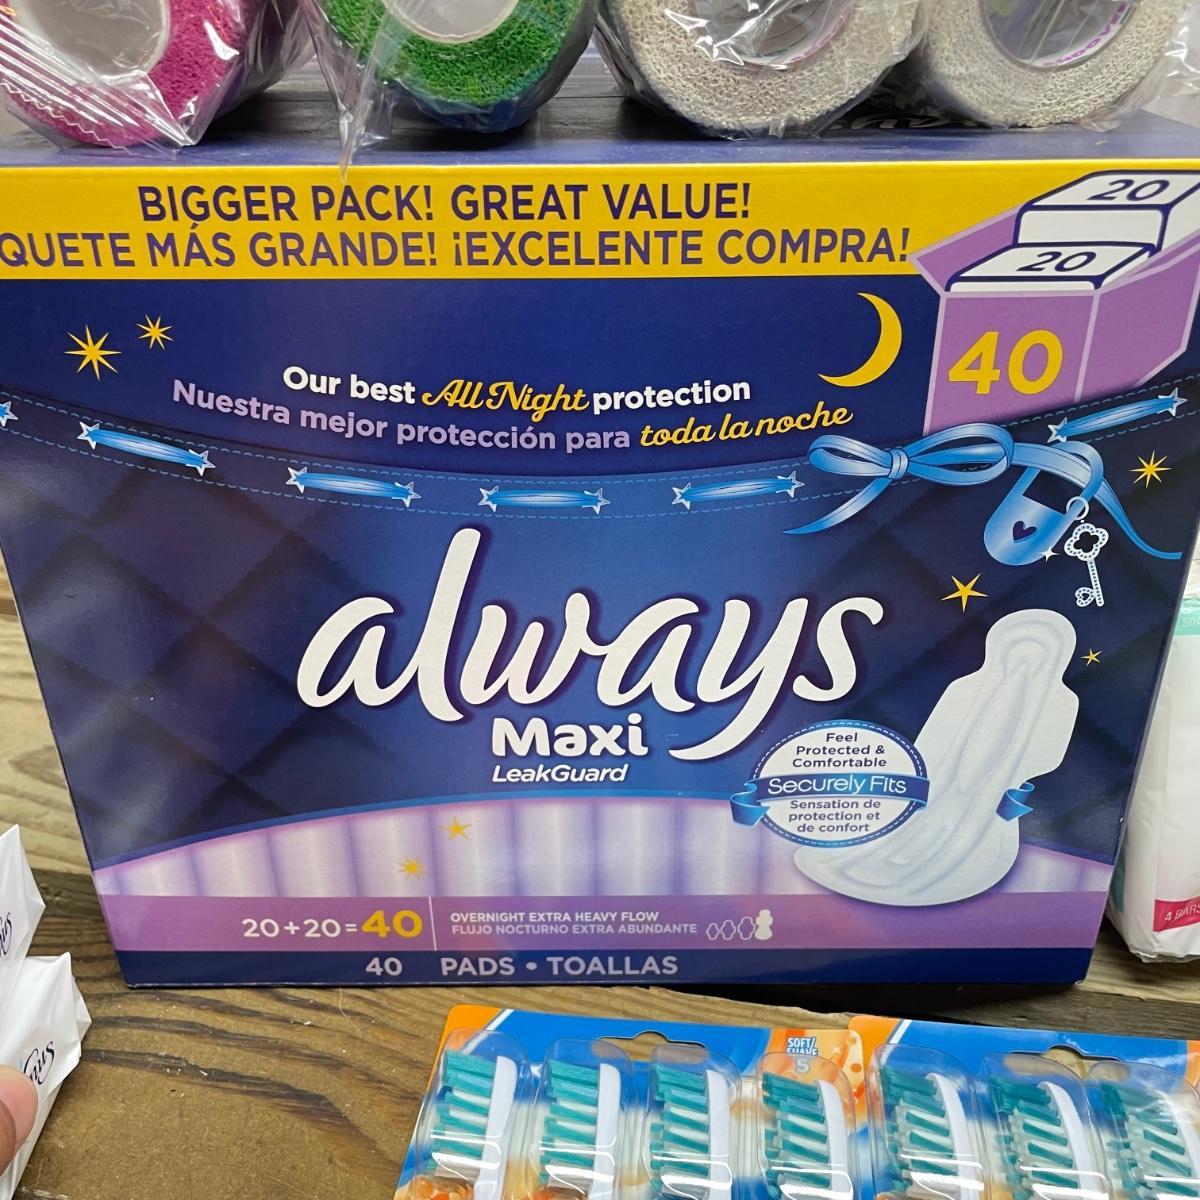 BIGGER PACK! GREAT VALUE!
QUETE MÁS GRANDE! ¡EXCELENTE COMPRA!
20
20
40
Our best All Night protection
Nuestra mejor protección para toda la noche
always
Maxi
LeakGuard
Feel
Protected &
Comfortable
Securely Fits
Sensation de
protection et
de confort
20+20=40
OVERNIGHT EXTRA HEAVY FLOW
FLUJO NOCTURNO EXTRA ABUNDANTE
40 PADS • TOALLAS
SOFT/
SUAVE
5
4 BARS